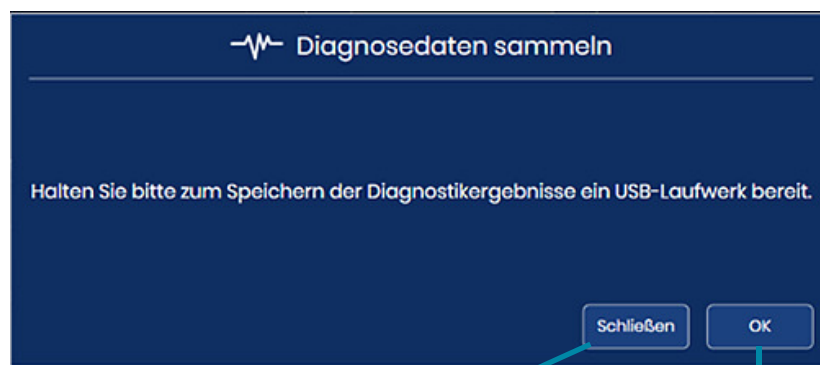 Diagnosedaten sammeln
Halten Sie bitte zum Speichern der Diagnostikergebnisse ein USB-Laufwerk bereit.
Schließen OK